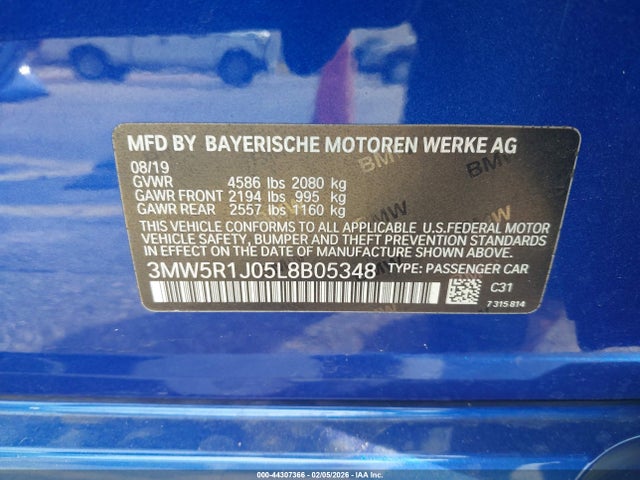 MFD BY BAYERISCHE MOTOREN WERKE AG
08/19
GVWR 4586 lbs 2080 kg
GAWR FRONT 2194 lbs 995 kg
GAWR REAR 2557 lbs 1160 kg
THIS VEHICLE CONFORMS TO ALL APPLICABLE U.S.FEDERAL MOTOR
VEHICLE SAFETY, BUMPER, AND THEFT PREVENTION STANDARDS
IN EFFECT ON THE DATE OF MANUFACTURE SHOWN ABOVE.
3MW5R1J05L8B05348 TYPE: PASSENGER CAR
C31
7315814
BMW
BMW
BMW
000-44307366 - 02/05/2026 - IAA Inc.